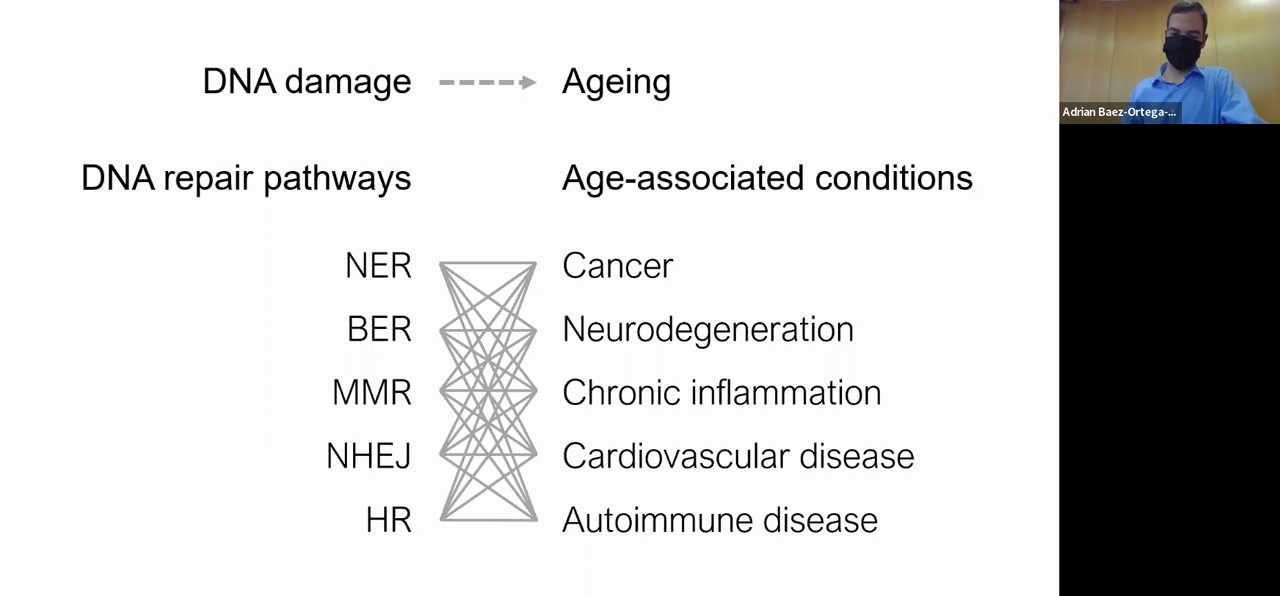 DNA damage Ageing
DNA repair pathways Age-associated conditions
NER Cancer
BER Neurodegeneration
MMR Chronic inflammation
NHEJ Cardiovascular disease
HR Autoimmune disease
Adrian Baez-Ortega-...